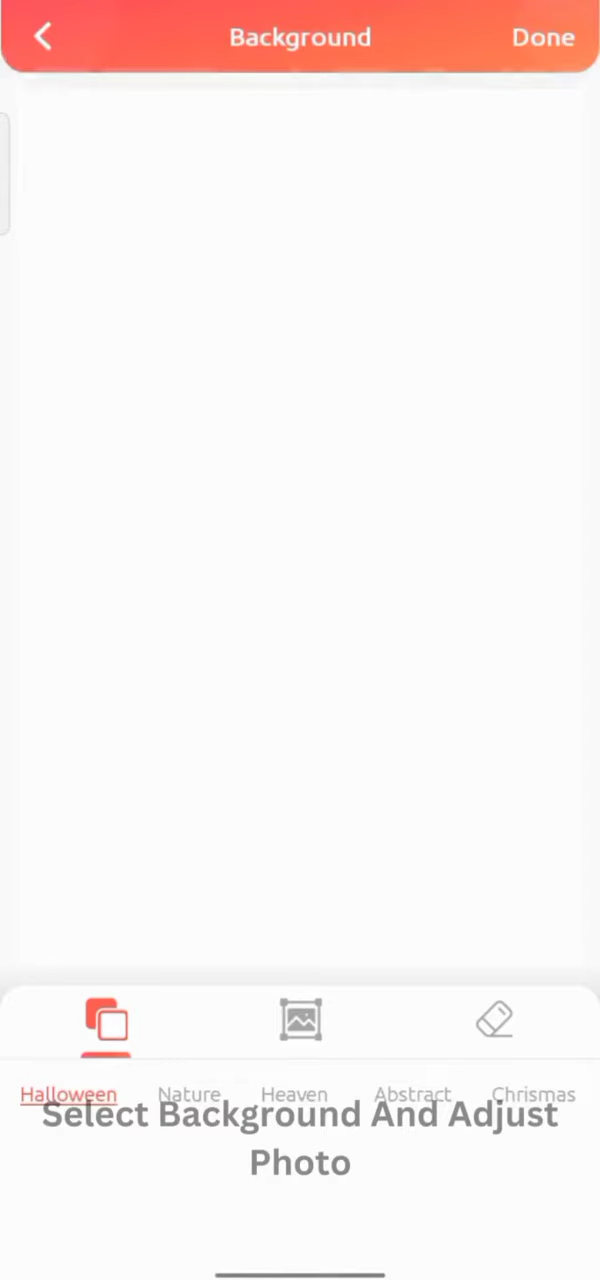 Background Done
Halloween Nature Heaven Abstract Chrismas
Select Background And Adjust
Photo